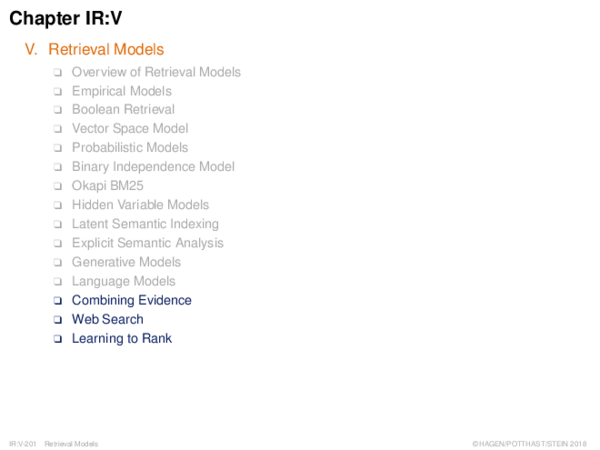 Chapter IR:V
V. Retrieval Models
❑ Overview of Retrieval Models
❑ Empirical Models
❑ Boolean Retrieval
❑ Vector Space Model
❑ Probabilistic Models
❑ Binary Independence Model
❑ Okapi BM25
❑ Hidden Variable Models
❑ Latent Semantic Indexing
❑ Explicit Semantic Analysis
❑ Generative Models
❑ Language Models
❑ Combining Evidence
❑ Web Search
❑ Learning to Rank
IR:V-201 Retrieval Models ©HAGEN/POTTHAST/STEIN 2018